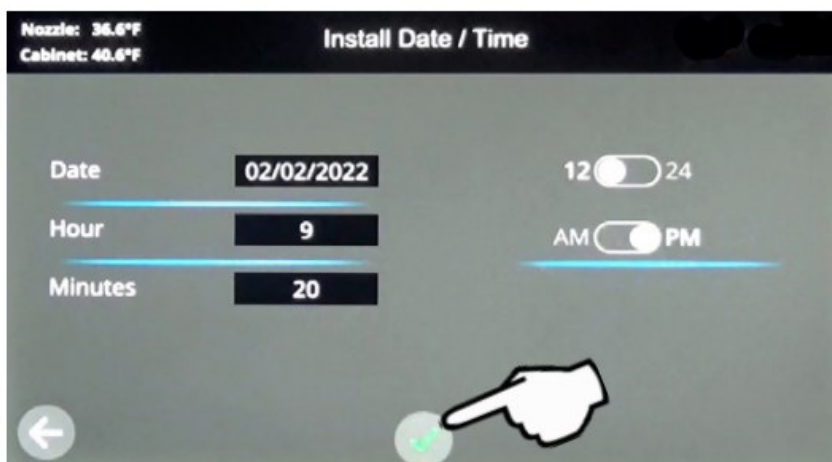 Nozzle: 36.6°F
Cabinet: 40.6°F
Install Date / Time
Date 02/02/2022
12 24
Hour 9
AM PM
Minutes 20